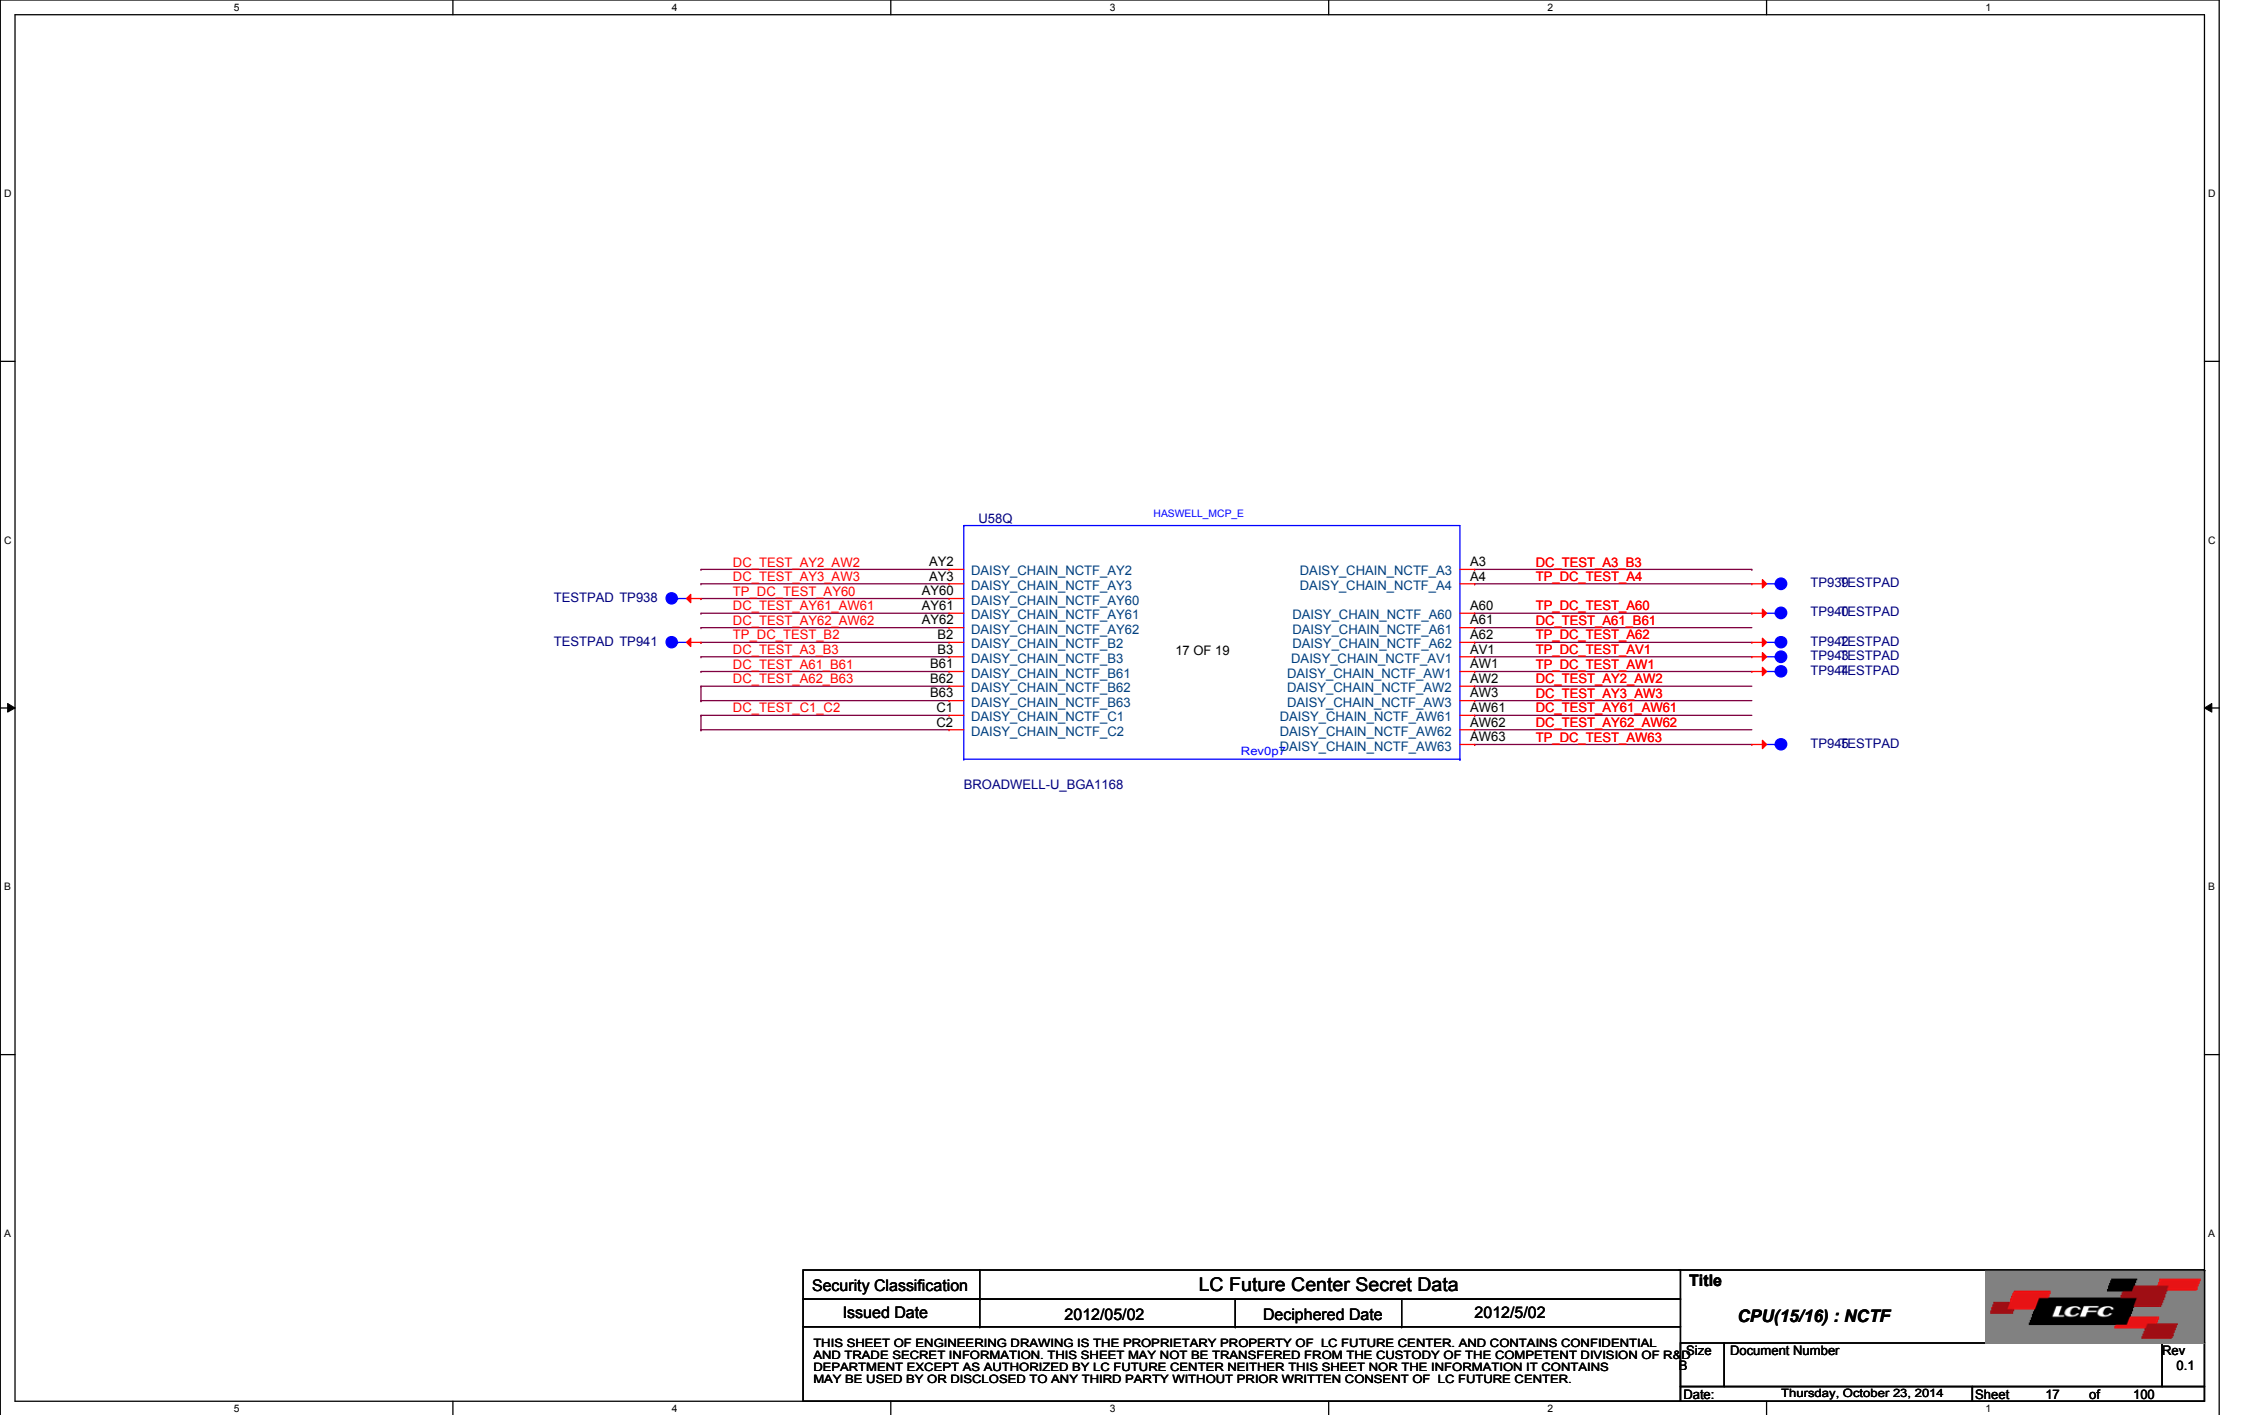 5 4 3 2 1
D D
C C
B B
A A
U58Q
HASWELL_MCP_E
DC_TEST_AY2_AW2 AY2 DAISY_CHAIN_NCTF_AY2
DC_TEST_AY3_AW3 AY3 DAISY_CHAIN_NCTF_AY3
TESTPAD TP938 TP_DC_TEST_AY60 AY60 DAISY_CHAIN_NCTF_AY60
DC_TEST_AY61_AW61 AY61 DAISY_CHAIN_NCTF_AY61
DC_TEST_AY62_AW62 AY62 DAISY_CHAIN_NCTF_AY62
TESTPAD TP941 TP_DC_TEST_B2 B2 DAISY_CHAIN_NCTF_B2
DC_TEST_A3_B3 B3 DAISY_CHAIN_NCTF_B3
DC_TEST_A61_B61 B61 DAISY_CHAIN_NCTF_B61
DC_TEST_A62_B63 B62 DAISY_CHAIN_NCTF_B62
B63 DAISY_CHAIN_NCTF_B63
DC_TEST_C1_C2 C1 DAISY_CHAIN_NCTF_C1
C2 DAISY_CHAIN_NCTF_C2
17 OF 19
DAISY_CHAIN_NCTF_A3 A3 DC_TEST_A3_B3
DAISY_CHAIN_NCTF_A4 A4 TP_DC_TEST_A4 TP939 TESTPAD
DAISY_CHAIN_NCTF_A60 A60 TP_DC_TEST_A60 TP940 TESTPAD
DAISY_CHAIN_NCTF_A61 A61 DC_TEST_A61_B61
DAISY_CHAIN_NCTF_A62 A62 TP_DC_TEST_A62 TP942 TESTPAD
DAISY_CHAIN_NCTF_AV1 AV1 TP_DC_TEST_AV1 TP943 TESTPAD
DAISY_CHAIN_NCTF_AW1 AW1 TP_DC_TEST_AW1 TP944 TESTPAD
DAISY_CHAIN_NCTF_AW2 AW2 DC_TEST_AY2_AW2
DAISY_CHAIN_NCTF_AW3 AW3 DC_TEST_AY3_AW3
DAISY_CHAIN_NCTF_AW61 AW61 DC_TEST_AY61_AW61
DAISY_CHAIN_NCTF_AW62 AW62 DC_TEST_AY62_AW62
DAISY_CHAIN_NCTF_AW63 AW63 TP_DC_TEST_AW63 TP945 TESTPAD
Rev0p7
BROADWELL-U_BGA1168
Security Classification LC Future Center Secret Data
Issued Date 2012/05/02 Deciphered Date 2012/5/02
THIS SHEET OF ENGINEERING DRAWING IS THE PROPRIETARY PROPERTY OF LC FUTURE CENTER. AND CONTAINS CONFIDENTIAL
AND TRADE SECRET INFORMATION. THIS SHEET MAY NOT BE TRANSFERED FROM THE CUSTODY OF THE COMPETENT DIVISION OF R&D
DEPARTMENT EXCEPT AS AUTHORIZED BY LC FUTURE CENTER NEITHER THIS SHEET NOR THE INFORMATION IT CONTAINS
MAY BE USED BY OR DISCLOSED TO ANY THIRD PARTY WITHOUT PRIOR WRITTEN CONSENT OF LC FUTURE CENTER.
Title
CPU(15/16) : NCTF
LCFC
Size Document Number Rev
B 0.1
Date: Thursday, October 23, 2014 Sheet 17 of 100
5 4 3 2 1